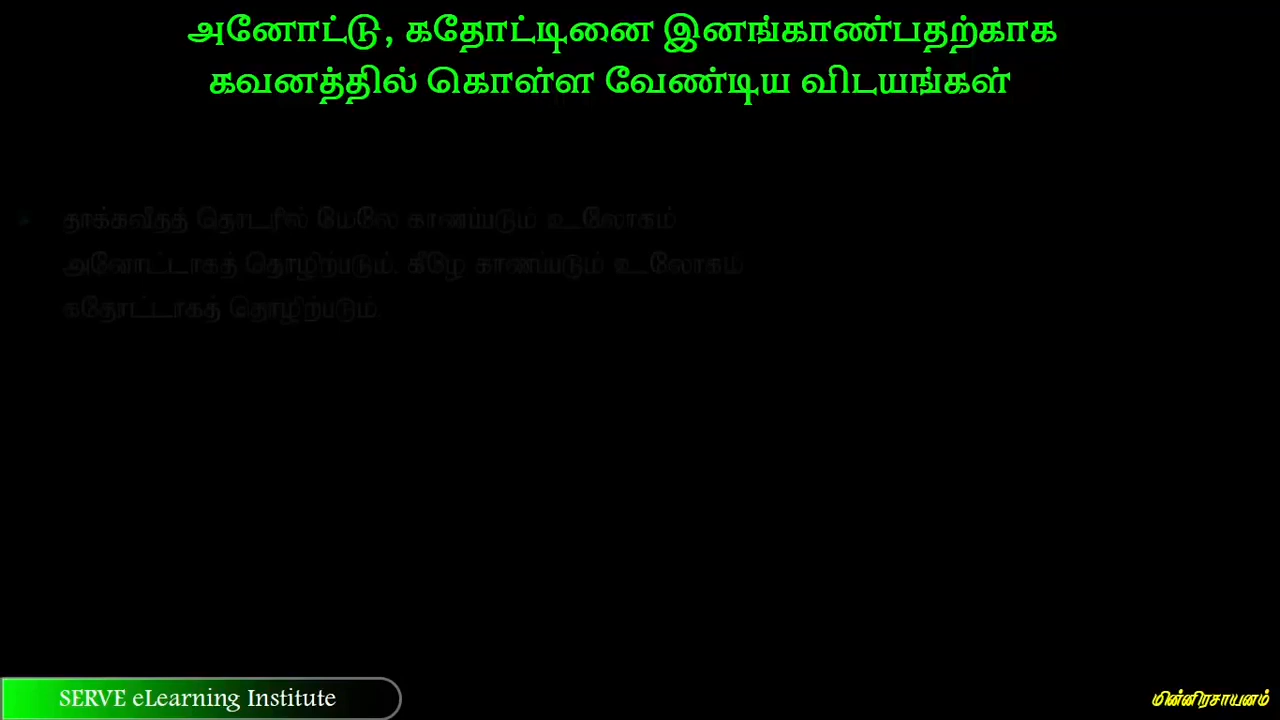 அனோட்டு, கதோட்டினை இனங்காண்பதற்காக
கவனத்தில் கொள்ள வேண்டிய விடயங்கள்
தாக்கவீதத் தொடரில் மேலே காணப்படும் உலோகம்
அனோட்டாகத் தொழிற்படும். கீழே காணப்படும் உலோகம்
கதோட்டாகத் தொழிற்படும்.
SERVE eLearning Institute
மின்னிரசாயனம்